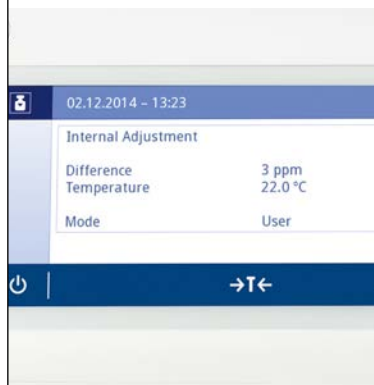 02.12.2014 – 13:23
Internal Adjustment
Difference 3 ppm
Temperature 22.0 °C
Mode User
→T←